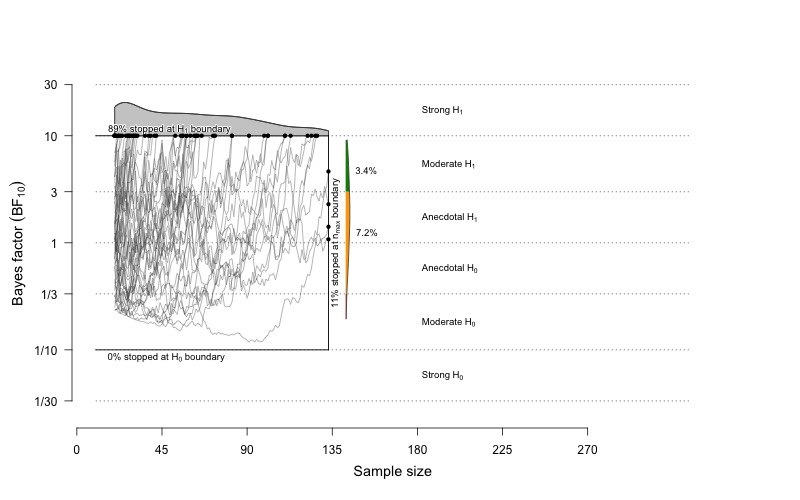 30
Strong H₁
89% stopped at H₁ boundary
10
Moderate H₁
3.4%
3
Anecdotal H₁
7.2%
1
Anecdotal H₀
1/3
Moderate H₀
1/10
0% stopped at H₀ boundary
Strong H₀
1/30
Bayes factor (BF₁₀)
11% stopped at nₘₐₓ boundary
0 45 90 135 180 225 270
Sample size